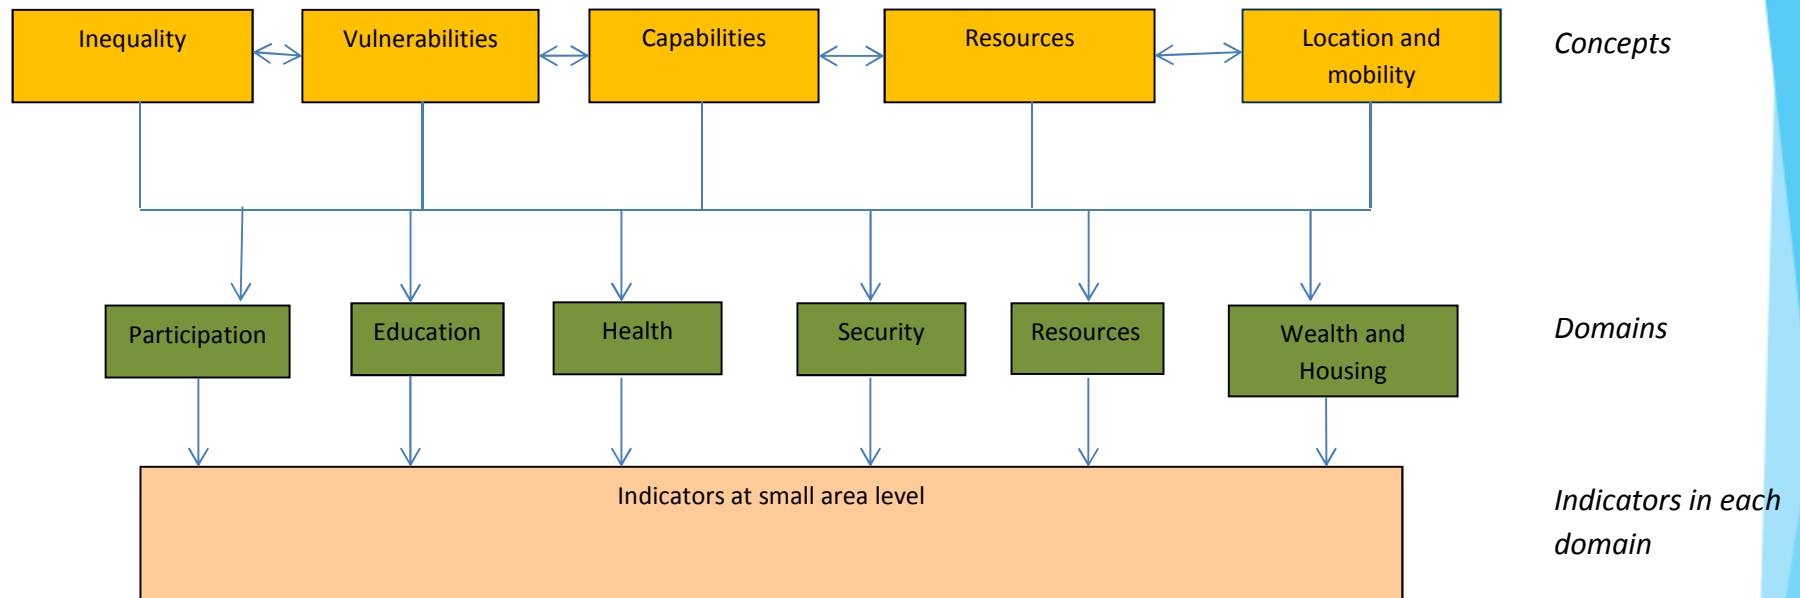 Inequality
Vulnerabilities
Capabilities
Resources
Location and
mobility
Concepts
Participation
Education
Health
Security
Resources
Wealth and
Housing
Domains
Indicators at small area level
Indicators in each
domain